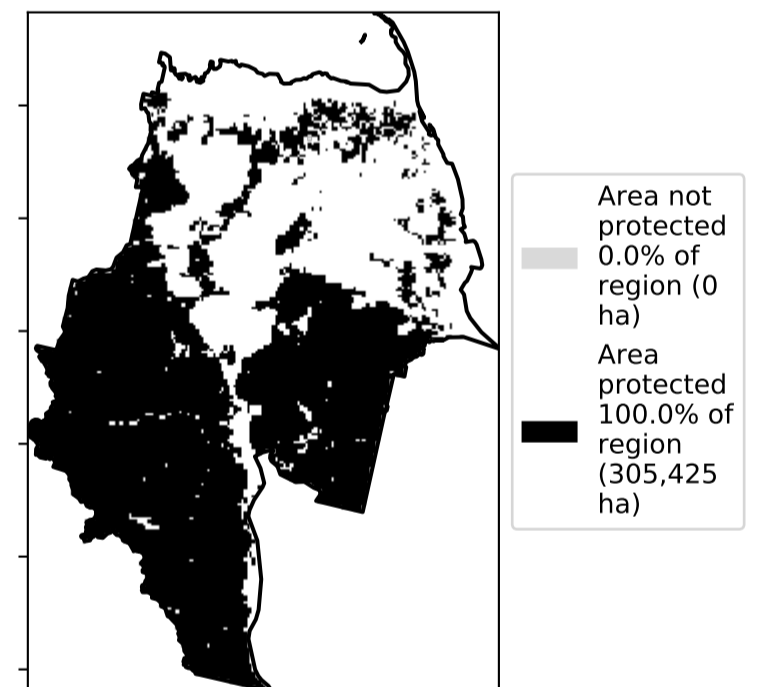 Area not
protected
0.0% of
region (0
ha)
Area
protected
100.0% of
region
(305,425
ha)